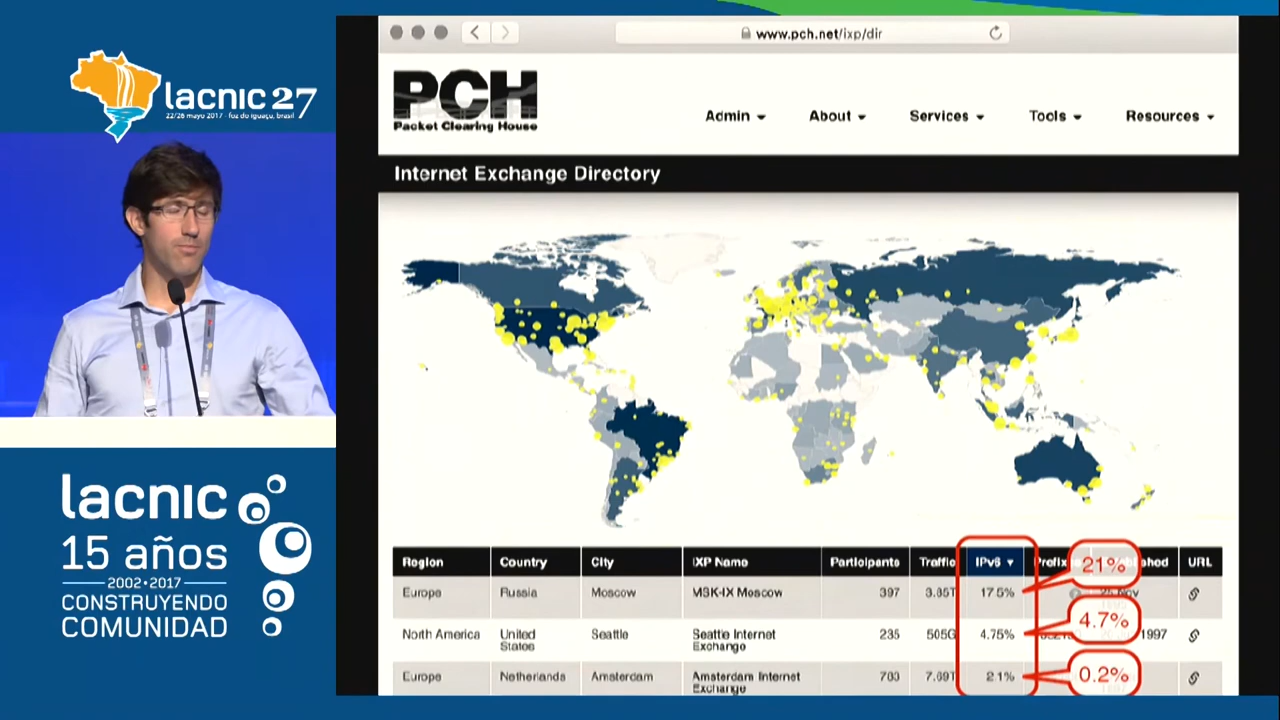 lacnic 27
22/26 mayo 2017 - foz do iguaçu, brasil
lacnic
15 años
2002•2017
CONSTRUYENDO
COMUNIDAD
www.pch.net/ixp/dir
PCH
Packet Clearing House
Admin About Services Tools Resources
Internet Exchange Directory
Region Country City IXP Name Participants Traffic IPv6 Prefix URL
21%
Europe Russia Moscow MSK-IX Moscow 397 3.85T 17.5% Nov
4.7%
North America United States Seattle Seattle Internet Exchange 235 505G 4.75% 1997
0.2%
Europe Netherlands Amsterdam Amsterdam Internet Exchange 2.1%